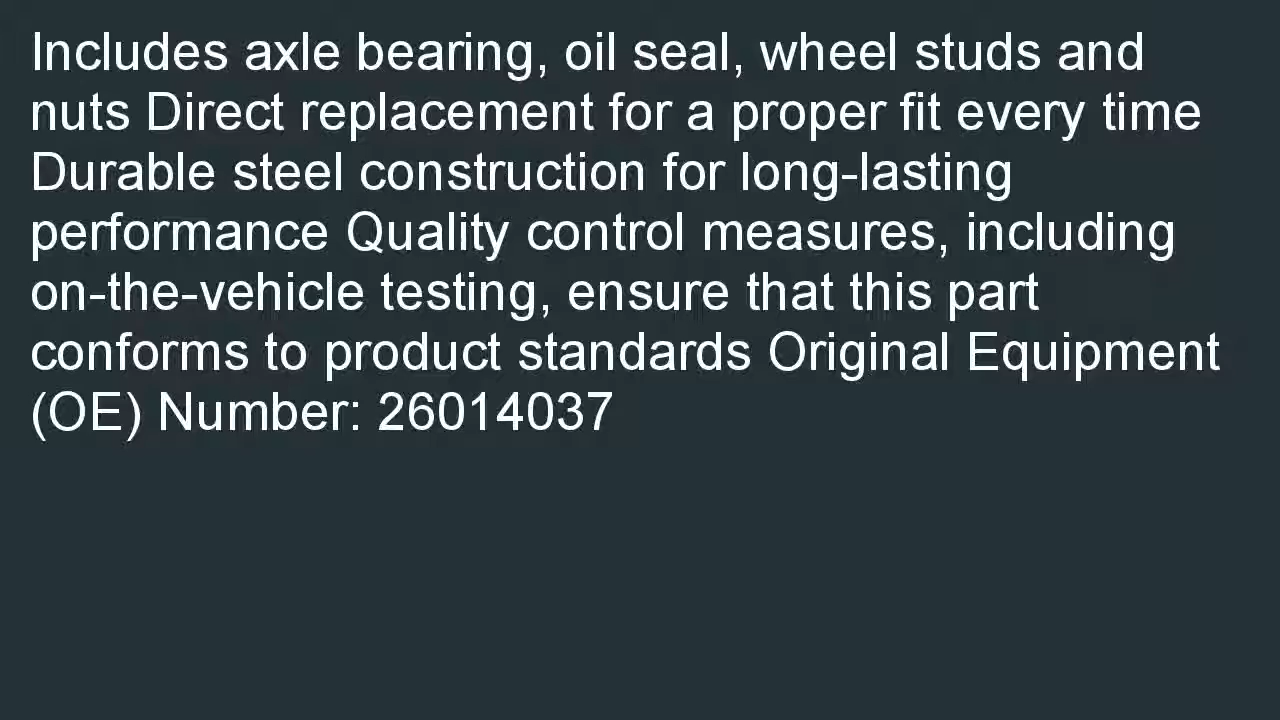 Includes axle bearing, oil seal, wheel studs and
nuts Direct replacement for a proper fit every time
Durable steel construction for long-lasting
performance Quality control measures, including
on-the-vehicle testing, ensure that this part
conforms to product standards Original Equipment
(OE) Number: 26014037